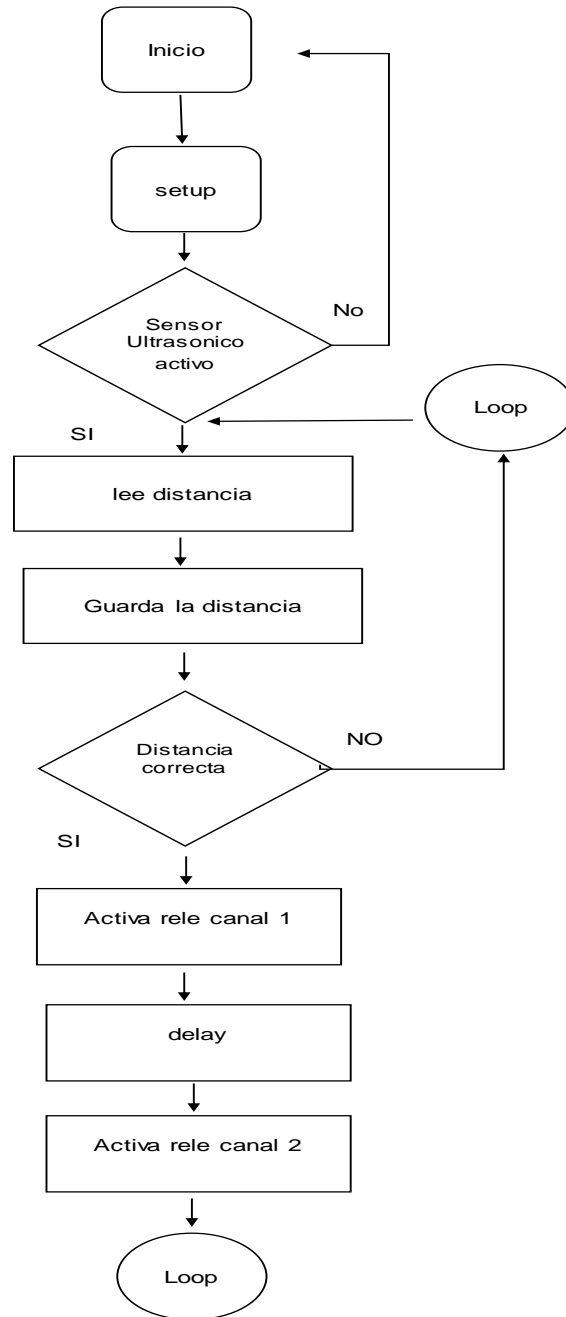 Inicio
setup
Sensor
Ultrasonico
activo
No
Loop
SI
lee distancia
Guarda la distancia
Distancia
correcta
NO
SI
Activa rele canal 1
delay
Activa rele canal 2
Loop